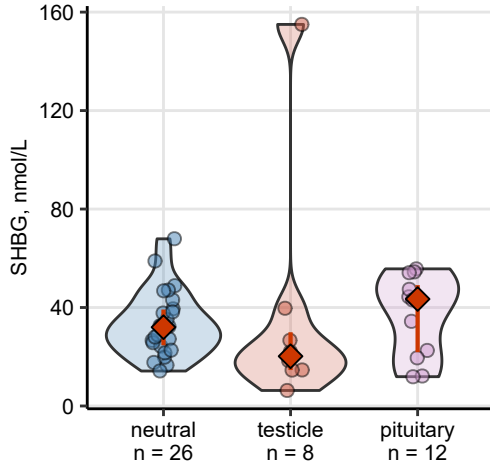 SHBG, nmol/L
160
120
80
40
0
neutral
n = 26
testicle
n = 8
pituitary
n = 12